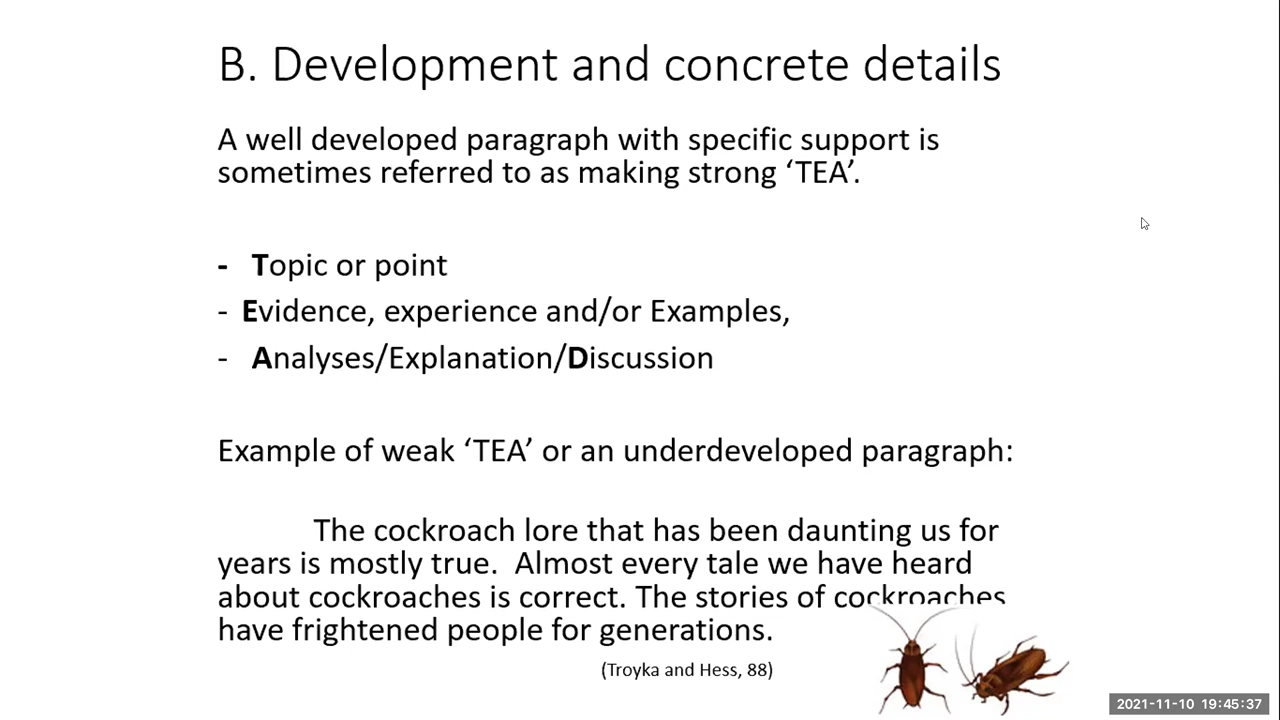 B. Development and concrete details
A well developed paragraph with specific support is
sometimes referred to as making strong ‘TEA’.
- Topic or point
- Evidence, experience and/or Examples,
- Analyses/Explanation/Discussion
Example of weak ‘TEA’ or an underdeveloped paragraph:
The cockroach lore that has been daunting us for
years is mostly true.  Almost every tale we have heard
about cockroaches is correct. The stories of cockroaches
have frightened people for generations.
(Troyka and Hess, 88)
2021-11-10 19:45:37